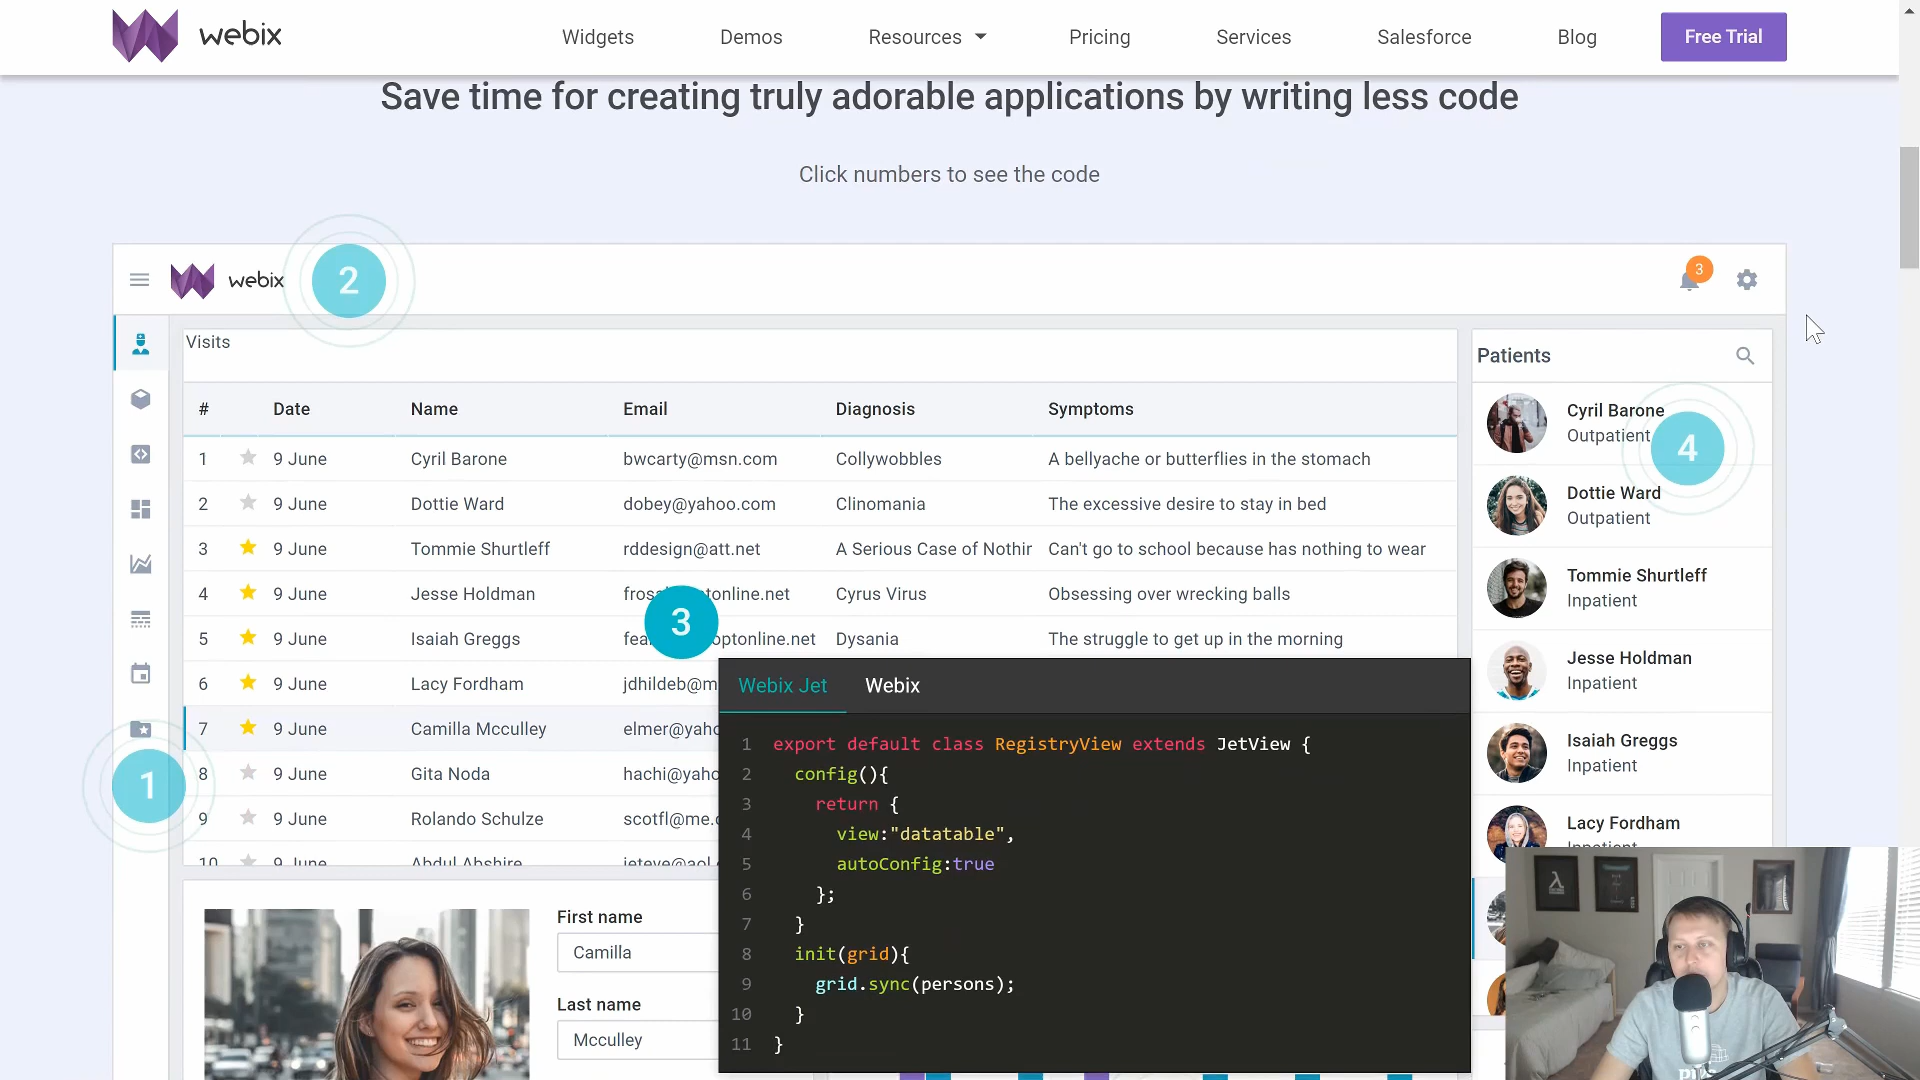 webix
Widgets
Demos
Resources
Pricing
Services
Salesforce
Blog
Free Trial
Save time for creating truly adorable applications by writing less code
Click numbers to see the code
webix
2
3
Visits
# Date Name Email Diagnosis Symptoms
1 9 June Cyril Barone bwcarty@msn.com Collywobbles A bellyache or butterflies in the stomach
2 9 June Dottie Ward dobey@yahoo.com Clinomania The excessive desire to stay in bed
3 9 June Tommie Shurtleff rddesign@att.net A Serious Case of Nothin Can't go to school because has nothing to wear
4 9 June Jesse Holdman Cyrus Virus Obsessing over wrecking balls
5 9 June Isaiah Greggs Dysania The struggle to get up in the morning
6 9 June Lacy Fordham
7 9 June Camilla Mcculley
8 9 June Gita Noda
9 9 June Rolando Schulze
10 9 June Abdul Abshire
3
1
Patients
Cyril Barone
Outpatient
4
Dottie Ward
Outpatient
Tommie Shurtleff
Inpatient
Jesse Holdman
Inpatient
Isaiah Greggs
Inpatient
Lacy Fordham
Inpatient
First name
Camilla
Last name
Mcculley
Webix Jet
Webix
1 export default class RegistryView extends JetView {
2 config(){
3 return {
4 view:"datatable",
5 autoConfig:true
6 };
7 }
8 init(grid){
9 grid.sync(persons);
10 }
11 }